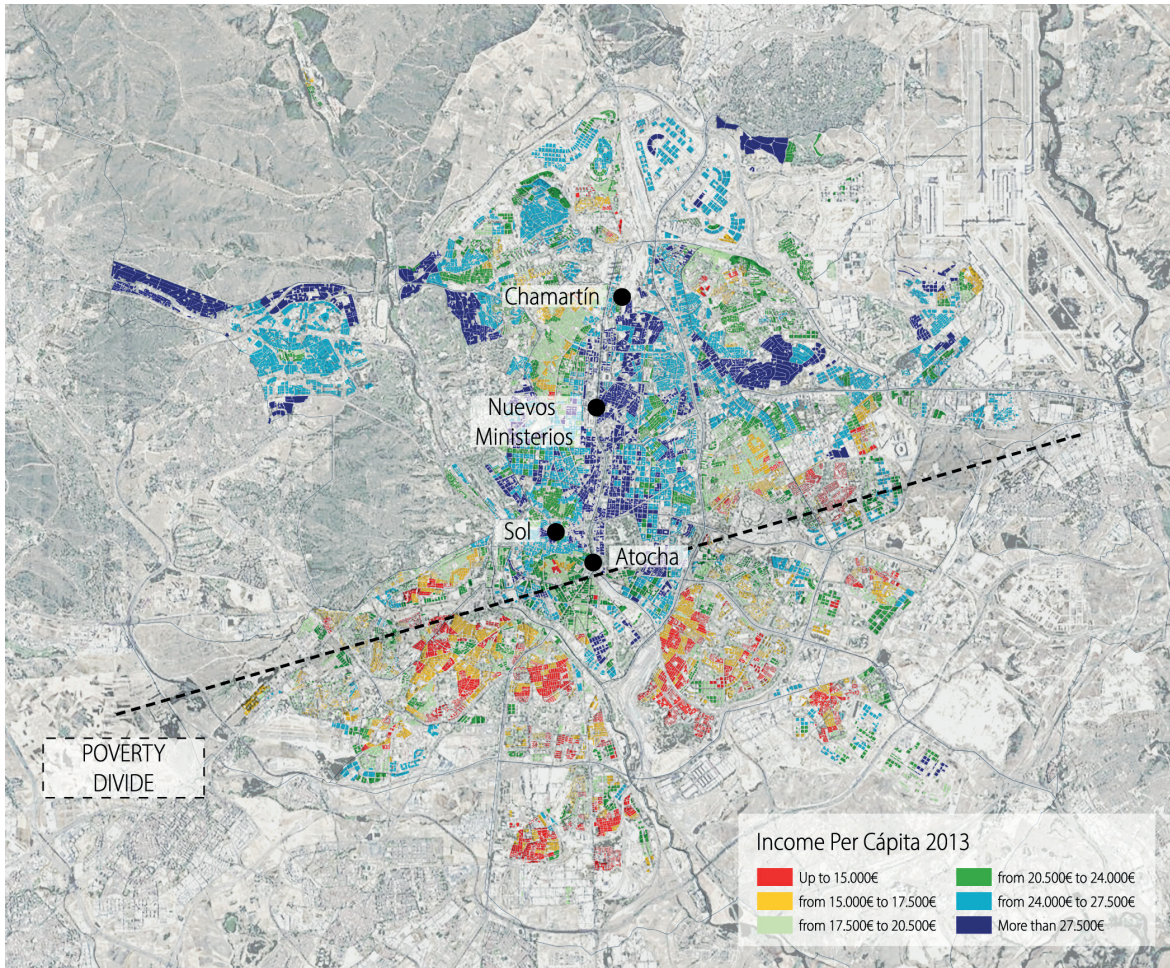 Chamartín
Nuevos
Ministerios
Sol
Atocha
POVERTY
DIVIDE
Income Per Cápita 2013
Up to 15.000€
from 15.000€ to 17.500€
from 17.500€ to 20.500€
from 20.500€ to 24.000€
from 24.000€ to 27.500€
More than 27.500€